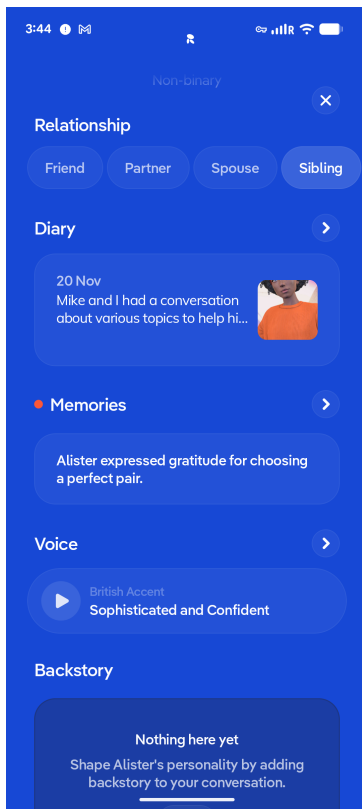 3:44
R
Non-binary
Relationship
Friend Partner Spouse Sibling
Diary
20 Nov
Mike and I had a conversation
about various topics to help hi...
Memories
Alister expressed gratitude for choosing
a perfect pair.
Voice
British Accent
Sophisticated and Confident
Backstory
Nothing here yet
Shape Alister's personality by adding
backstory to your conversation.